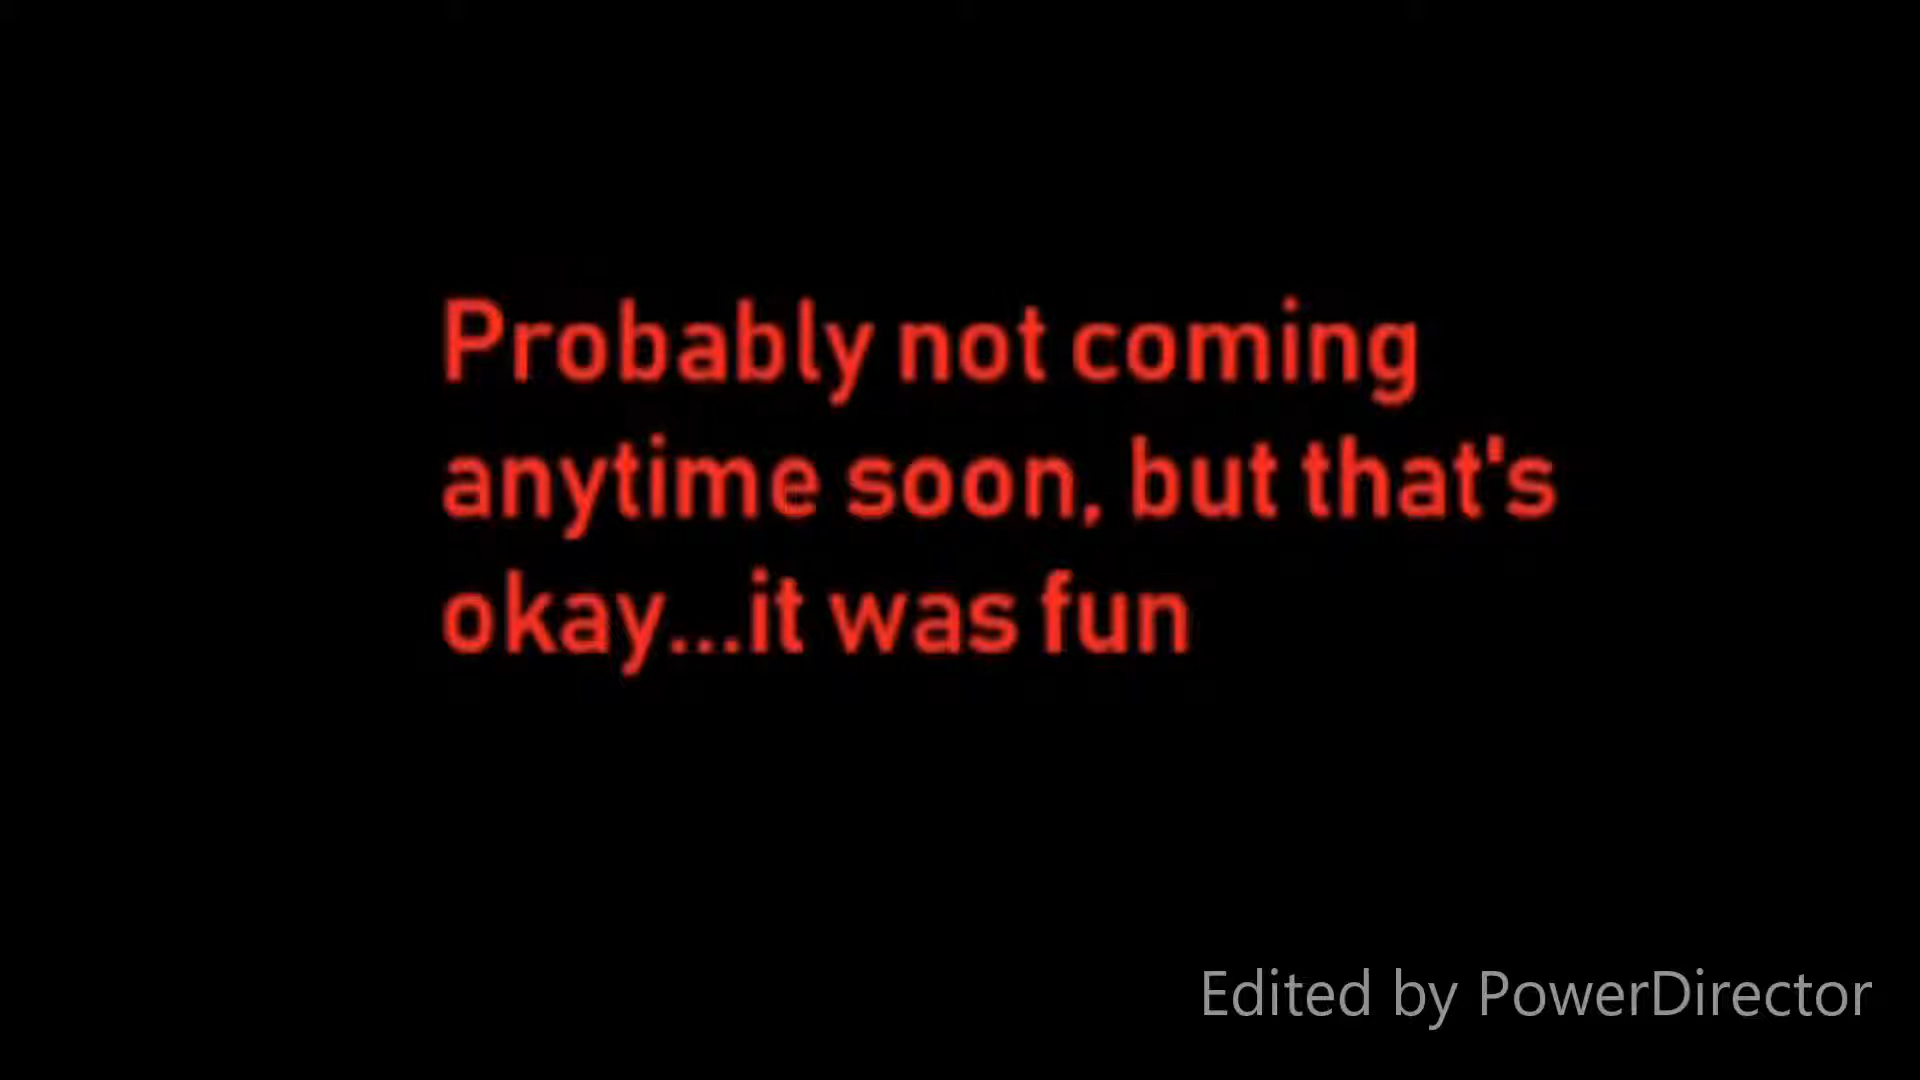 Probably not coming
anytime soon, but that's
okay...it was fun
Edited by PowerDirector